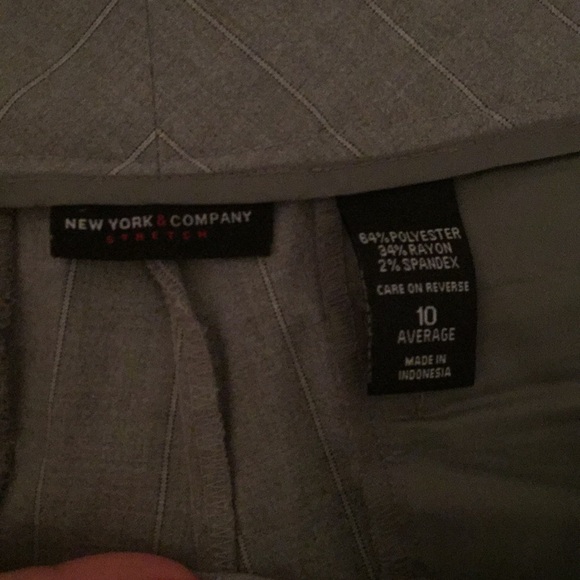 NEW YORK & COMPANY
STRETCH
64% POLYESTER
34% RAYON
2% SPANDEX
CARE ON REVERSE
10
AVERAGE
MADE IN
INDONESIA